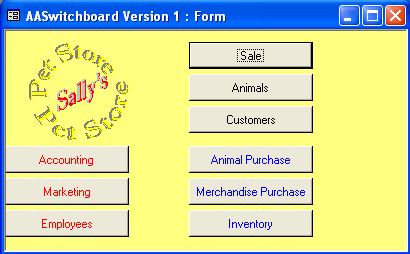 AASwitchboard Version 1 : Form
Pet Store
Sally's
Pet Store
Sale
Animals
Customers
Accounting
Animal Purchase
Marketing
Merchandise Purchase
Employees
Inventory